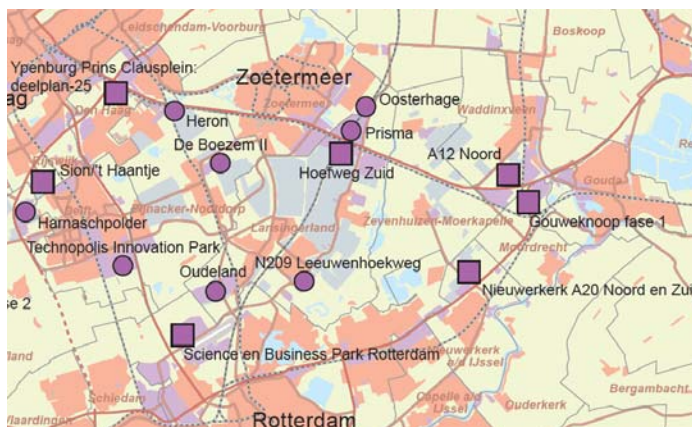 Leidschendam-Voorburg
Boskoop
Ypenburg Prins Clausplein:
deelplan-25
Zoetermeer
Zoetermeer
Oosterhage
Waddinxveen
Den Haag
Heron
Prisma
De Boezem II
A12 Noord
Rijswijk
Sion/'t Haantje
Hoefweg Zuid
Gouda
Delft
Pijnacker-Nootdorp
Harnaschpolder
Lansingerland
Zevenhuizen-Moerkapelle
Gouweknoop fase 1
Technopolis Innovation Park
Moordrecht
Oudeland
N209 Leeuwenhoekweg
Nieuwerkerk A20 Noord en Zui
se 2
Science en Business Park Rotterdam
Nieuwerkerk
a/d IJssel
Schiedam
Capelle a/d
IJssel
Ouderkerk
Bergambacht
Vlaardingen
Rotterdam